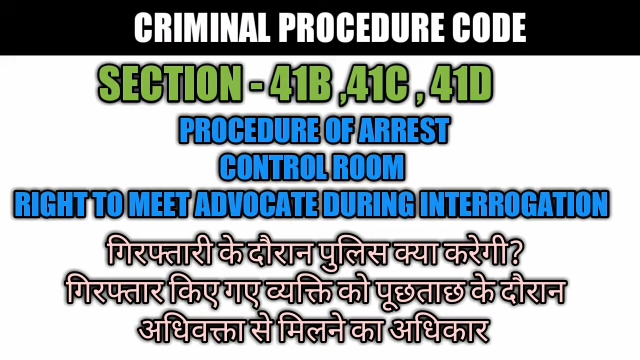 CRIMINAL PROCEDURE CODE
SECTION - 41B ,41C , 41D
PROCEDURE OF ARREST
CONTROL ROOM
RIGHT TO MEET ADVOCATE DURING INTERROGATION
गिरफ्तारी के दौरान पुलिस क्या करेगी?
गिरफ्तार किए गए व्यक्ति को पूछताछ के दौरान
अधिवक्ता से मिलने का अधिकार